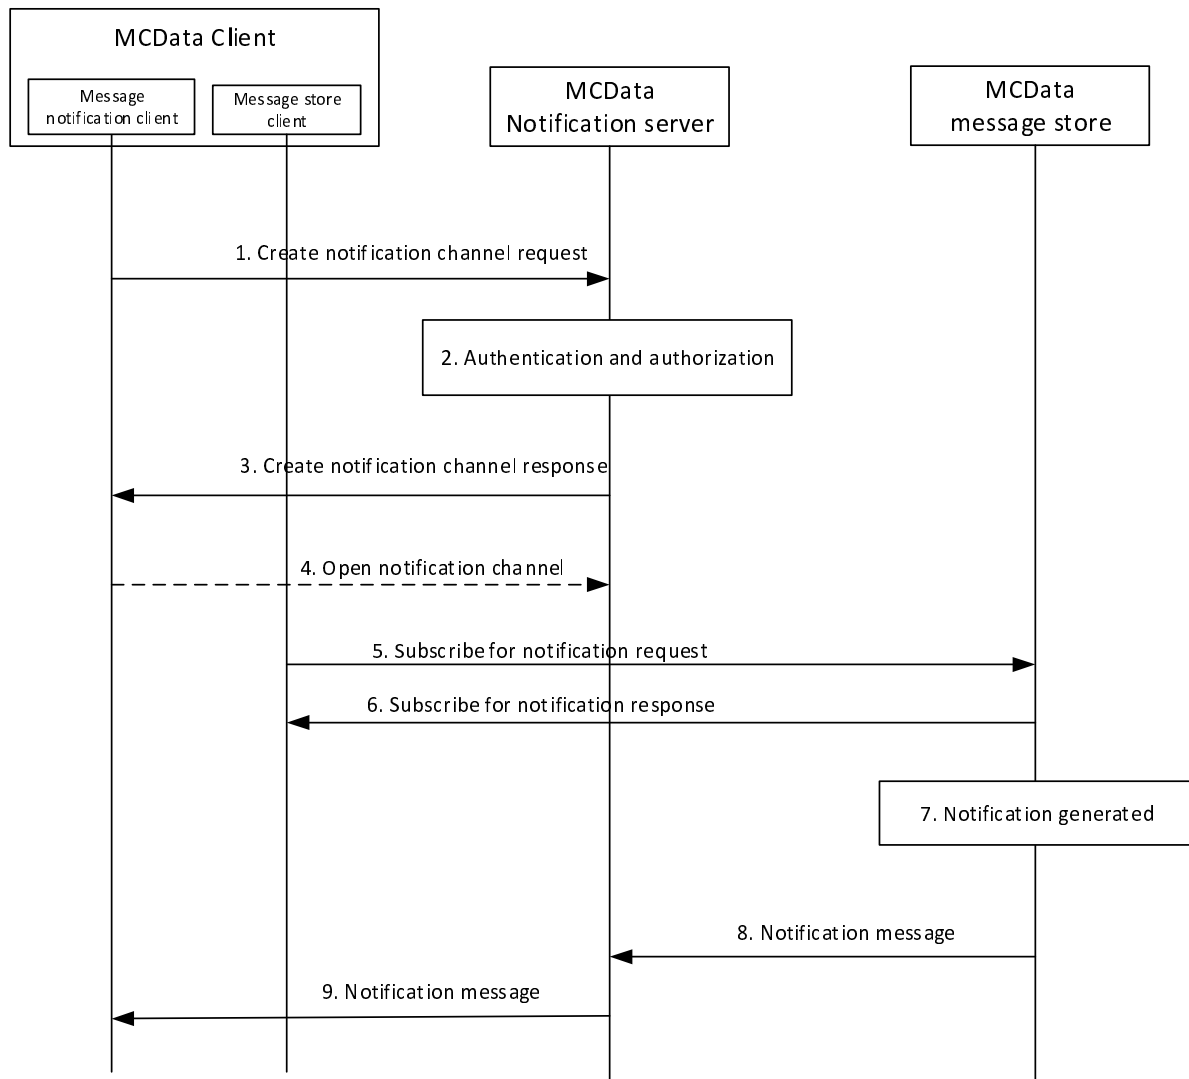 MCData Client
Message
notification client
Message store
client
MCData
Notification server
MCData
message store
1. Create notification channel request
2. Authentication and authorization
3. Create notification channel response
4. Open notification channel
5. Subscribe for notification request
6. Subscribe for notification response
7. Notification generated
8. Notification message
9. Notification message